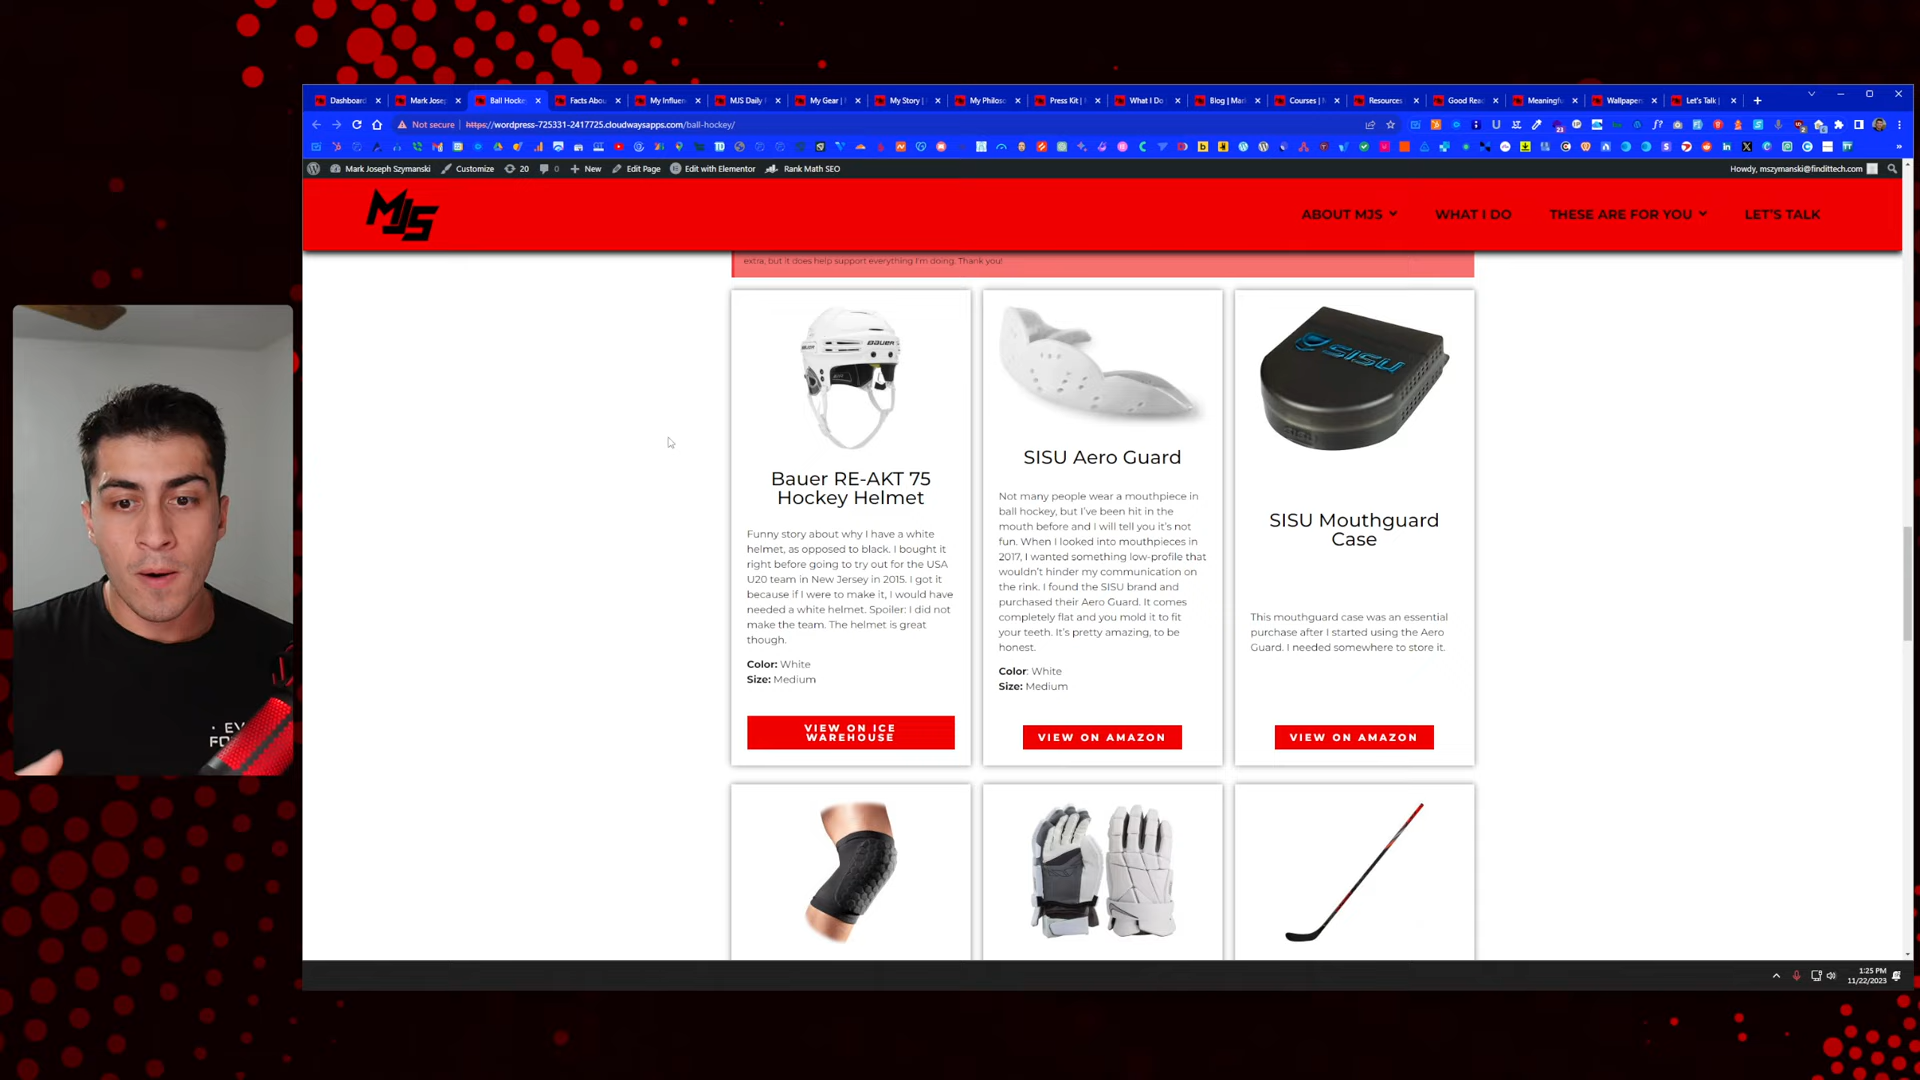 Dashboard
Mark Josep
Ball Hocke
Facts Abou
My Influen
MJS Daily
My Gear |
My Story |
My Philoso
Press Kit |
What I Do
Blog | Mar
Courses |
Resources
Good Rea
Meaningfu
Wallpapers
Let's Talk |
Not secure | https://wordpress-725331-2417725.cloudwaysapps.com/ball-hockey/
Mark Joseph Szymanski
Customize
20
0
New
Edit Page
Edit with Elementor
Rank Math SEO
Howdy, mszymanski@findittech.com
MJS
ABOUT MJS
WHAT I DO
THESE ARE FOR YOU
LET'S TALK
extra, but it does help support everything I'm doing. Thank you!
BAUER
Bauer RE-AKT 75
Hockey Helmet
Funny story about why I have a white
helmet, as opposed to black. I bought it
right before going to try out for the USA
U20 team in New Jersey in 2015. I got it
because if I were to make it, I would have
needed a white helmet. Spoiler: I did not
make the team. The helmet is great
though.
Color: White
Size: Medium
VIEW ON ICE
WAREHOUSE
SISU Aero Guard
Not many people wear a mouthpiece in
ball hockey, but I've been hit in the
mouth before and I will tell you it's not
fun. When I looked into mouthpieces in
2017, I wanted something low-profile that
wouldn't hinder my communication on
the rink. I found the SISU brand and
purchased their Aero Guard. It comes
completely flat and you mold it to fit
your teeth. It's pretty amazing, to be
honest.
Color: White
Size: Medium
VIEW ON AMAZON
SISU
SISU Mouthguard
Case
This mouthguard case was an essential
purchase after I started using the Aero
Guard. I needed somewhere to store it.
VIEW ON AMAZON
1:25 PM
11/22/2023